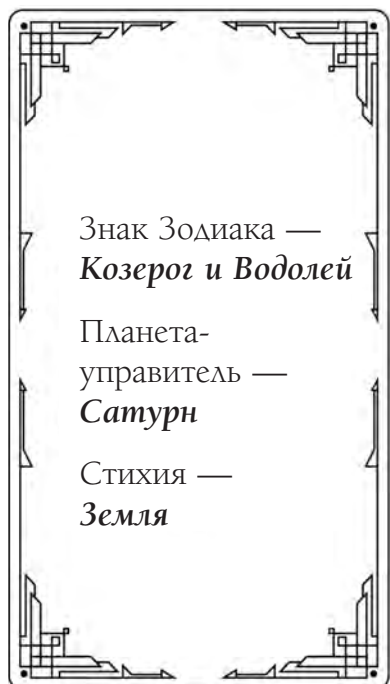 Знак Зодиака —
Козерог и Водолей
Планета-
управитель —
Сатурн
Стихия —
Земля